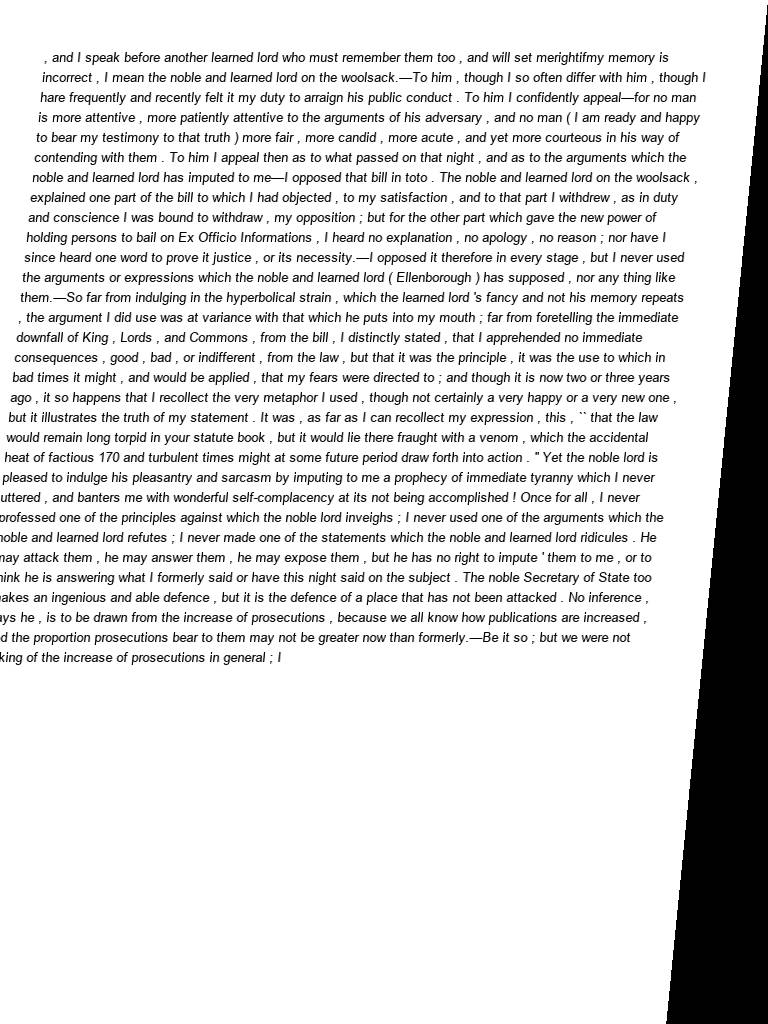 , and I speak before another learned lord who must remember them too , and will set merightifmy memory is
incorrect , I mean the noble and learned lord on the woolsack.—To him , though I so often differ with him , though I
hare frequently and recently felt it my duty to arraign his public conduct . To him I confidently appeal—for no man
is more attentive , more patiently attentive to the arguments of his adversary , and no man ( I am ready and happy
to bear my testimony to that truth ) more fair , more candid , more acute , and yet more courteous in his way of
contending with them . To him I appeal then as to what passed on that night , and as to the arguments which the
noble and learned lord has imputed to me—I opposed that bill in toto . The noble and learned lord on the woolsack ,
explained one part of the bill to which I had objected , to my satisfaction , and to that part I withdrew , as in duty
and conscience I was bound to withdraw , my opposition ; but for the other part which gave the new power of
holding persons to bail on Ex Officio Informations , I heard no explanation , no apology , no reason ; nor have I
since heard one word to prove it justice , or its necessity.—I opposed it therefore in every stage , but I never used
the arguments or expressions which the noble and learned lord ( Ellenborough ) has supposed , nor any thing like
them.—So far from indulging in the hyperbolical strain , which the learned lord 's fancy and not his memory repeats
, the argument I did use was at variance with that which he puts into my mouth ; far from foretelling the immediate
downfall of King , Lords , and Commons , from the bill , I distinctly stated , that I apprehended no immediate
consequences , good , bad , or indifferent , from the law , but that it was the principle , it was the use to which in
bad times it might , and would be applied , that my fears were directed to ; and though it is now two or three years
ago , it so happens that I recollect the very metaphor I used , though not certainly a very happy or a very new one ,
but it illustrates the truth of my statement . It was , as far as I can recollect my expression , this , `` that the law
would remain long torpid in your statute book , but it would lie there fraught with a venom , which the accidental
heat of factious 170 and turbulent times might at some future period draw forth into action . '' Yet the noble lord is
pleased to indulge his pleasantry and sarcasm by imputing to me a prophecy of immediate tyranny which I never
uttered , and banters me with wonderful self-complacency at its not being accomplished ! Once for all , I never
professed one of the principles against which the noble lord inveighs ; I never used one of the arguments which the
noble and learned lord refutes ; I never made one of the statements which the noble and learned lord ridicules . He
may attack them , he may answer them , he may expose them , but he has no right to impute ' them to me , or to
hink he is answering what I formerly said or have this night said on the subject . The noble Secretary of State too
akes an ingenious and able defence , but it is the defence of a place that has not been attacked . No inference ,
ays he , is to be drawn from the increase of prosecutions , because we all know how publications are increased ,
d the proportion prosecutions bear to them may not be greater now than formerly.—Be it so ; but we were not
king of the increase of prosecutions in general ; I